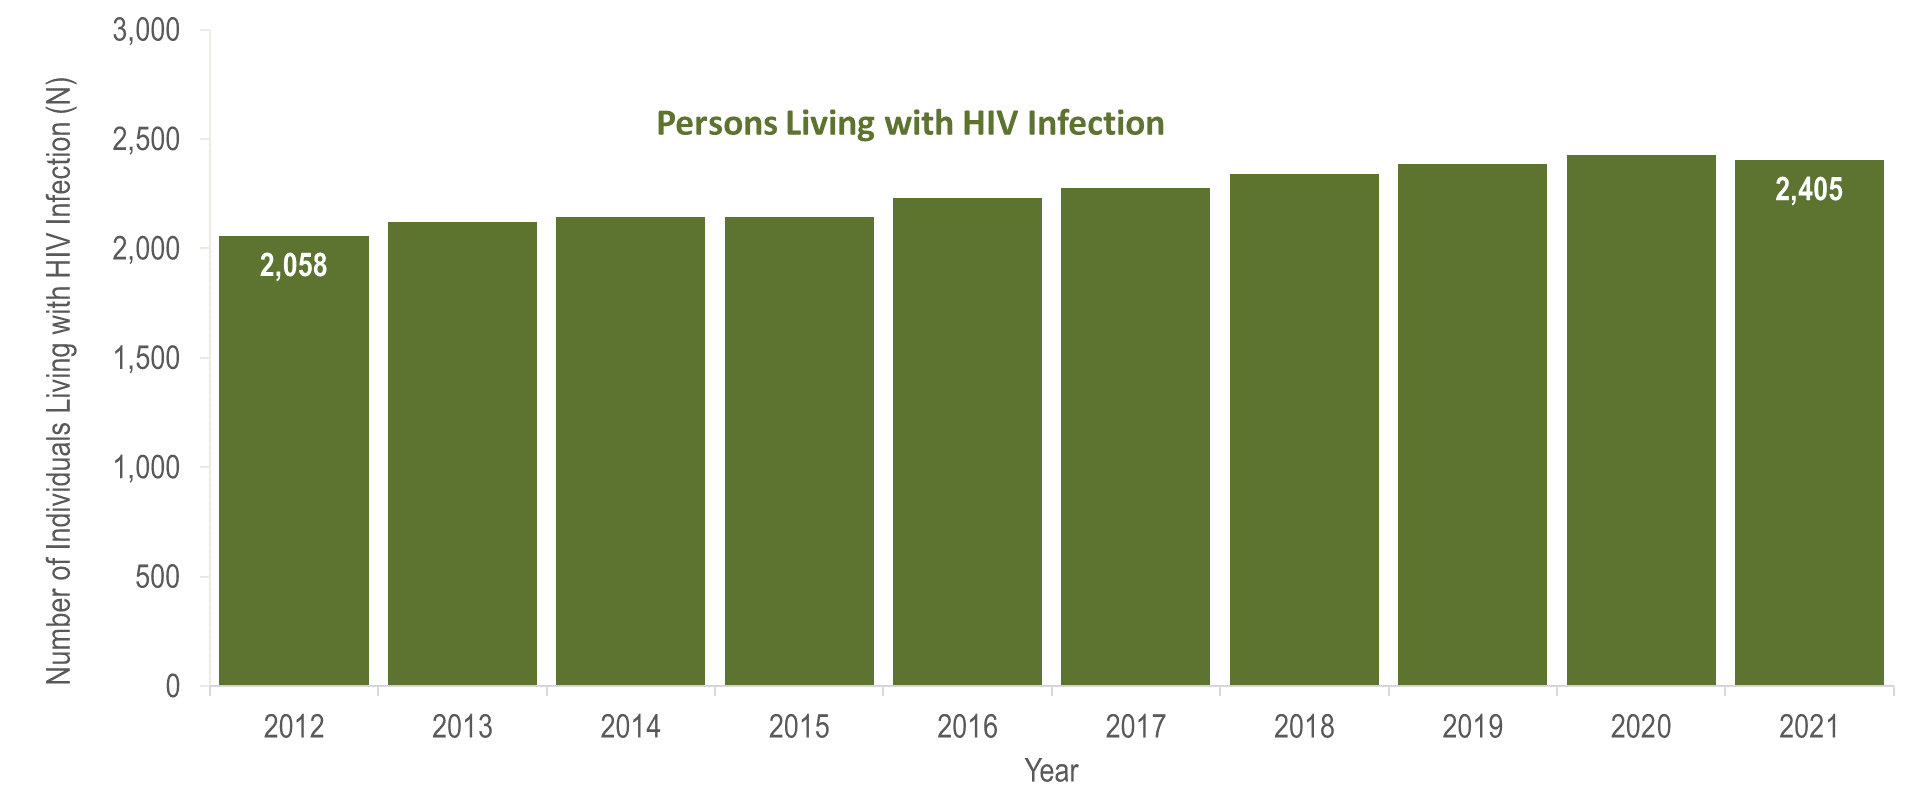 3,000
Persons Living with HIV Infection
2,500
2,405
2,058
2,000
1,500
1,000
500
0
Number of Individuals Living with HIV Infection (N)
2012 2013 2014 2015 2016 2017 2018 2019 2020 2021
Year